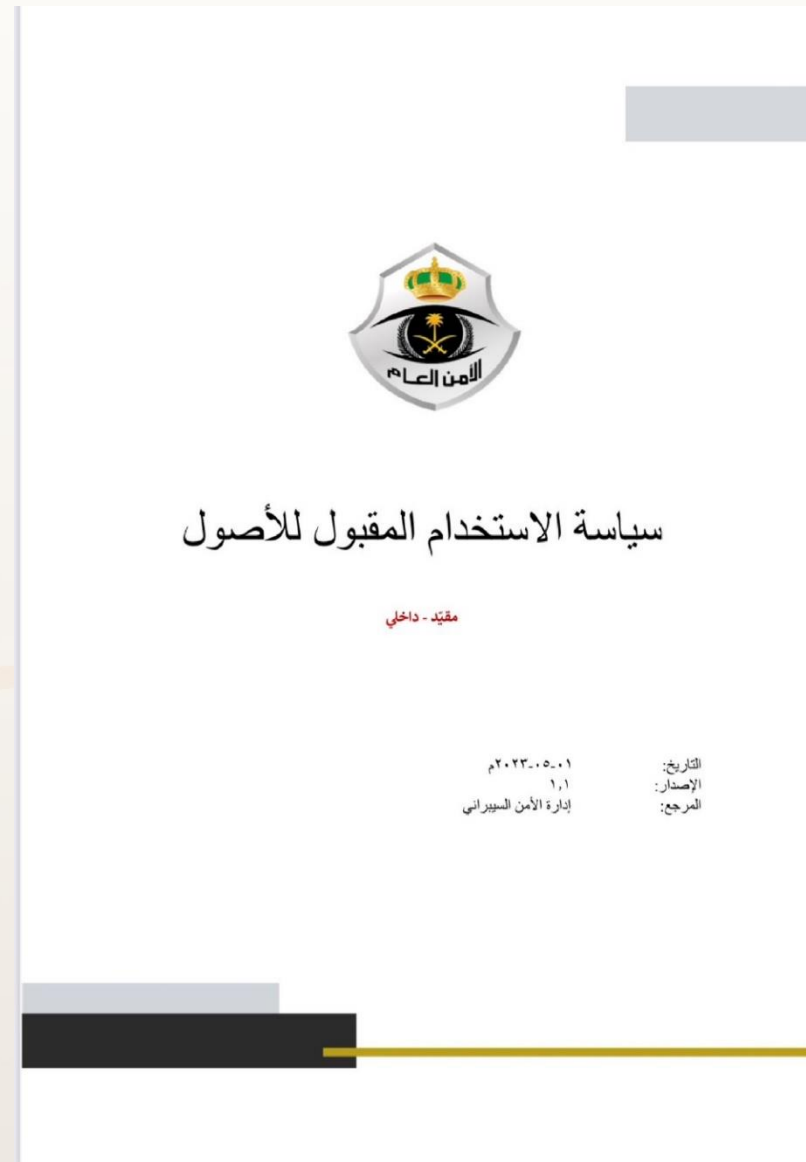 الأمن العام
سياسة الاستخدام المقبول للأصول
مقيّد - داخلي
التاريخ: ٠١-٠٥-٢٠٢٣م
الإصدار: ١,١
المرجع: إدارة الأمن السيبراني